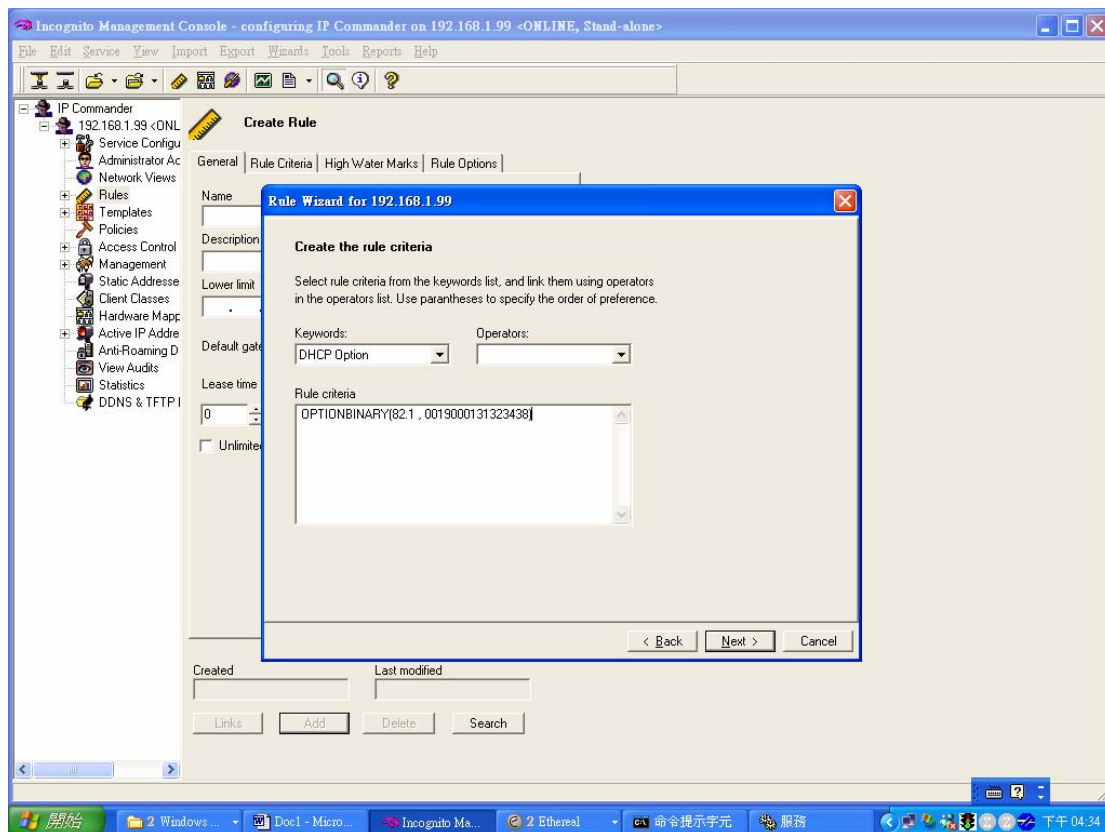 Incognito Management Console - configuring IP Commander on 192.168.1.99 <ONLINE, Stand-alone>
File Edit Service View Import Export Wizards Tools Reports Help
IP Commander
192.168.1.99 <ONL
Service Configu
Administrator Ac
Network Views
Rules
Templates
Policies
Access Control
Management
Static Addresse
Client Classes
Hardware Mapp
Active IP Addre
Anti-Roaming D
View Audits
Statistics
DDNS & TFTP I
Create Rule
General Rule Criteria High Water Marks Rule Options
Name
Description
Lower limit
. .
Default gate
Lease time
0
Unlimite
Rule Wizard for 192.168.1.99
Create the rule criteria
Select rule criteria from the keywords list, and link them using operators
in the operators list. Use parantheses to specify the order of preference.
Keywords: Operators:
DHCP Option
Rule criteria
OPTIONBINARY(82.1 , 0019000131323438)
< Back Next > Cancel
Created Last modified
Links Add Delete Search
開始 2 Windows ... Doc1 - Micro... Incognito Ma... 2 Ethereal 命令提示字元 服務 下午 04:34